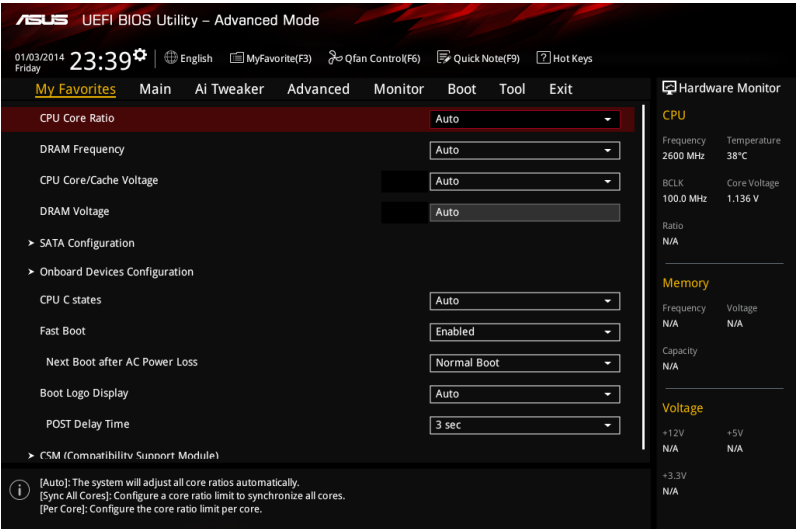 ASUS UEFI BIOS Utility – Advanced Mode
01/03/2014
Friday
23:39
English MyFavorite(F3) Qfan Control(F6) Quick Note(F9) ? Hot Keys
My Favorites Main Ai Tweaker Advanced Monitor Boot Tool Exit
CPU Core Ratio Auto
DRAM Frequency Auto
CPU Core/Cache Voltage Auto
DRAM Voltage Auto
> SATA Configuration
> Onboard Devices Configuration
CPU C states Auto
Fast Boot Enabled
Next Boot after AC Power Loss Normal Boot
Boot Logo Display Auto
POST Delay Time 3 sec
> CSM (Compatibility Support Module)
[Auto]: The system will adjust all core ratios automatically.
[Sync All Cores]: Configure a core ratio limit to synchronize all cores.
[Per Core]: Configure the core ratio limit per core.
Hardware Monitor
CPU
Frequency Temperature
2600 MHz 38°C
BCLK Core Voltage
100.0 MHz 1.136 V
Ratio
N/A
Memory
Frequency Voltage
N/A N/A
Capacity
N/A
Voltage
+12V +5V
N/A N/A
+3.3V
N/A